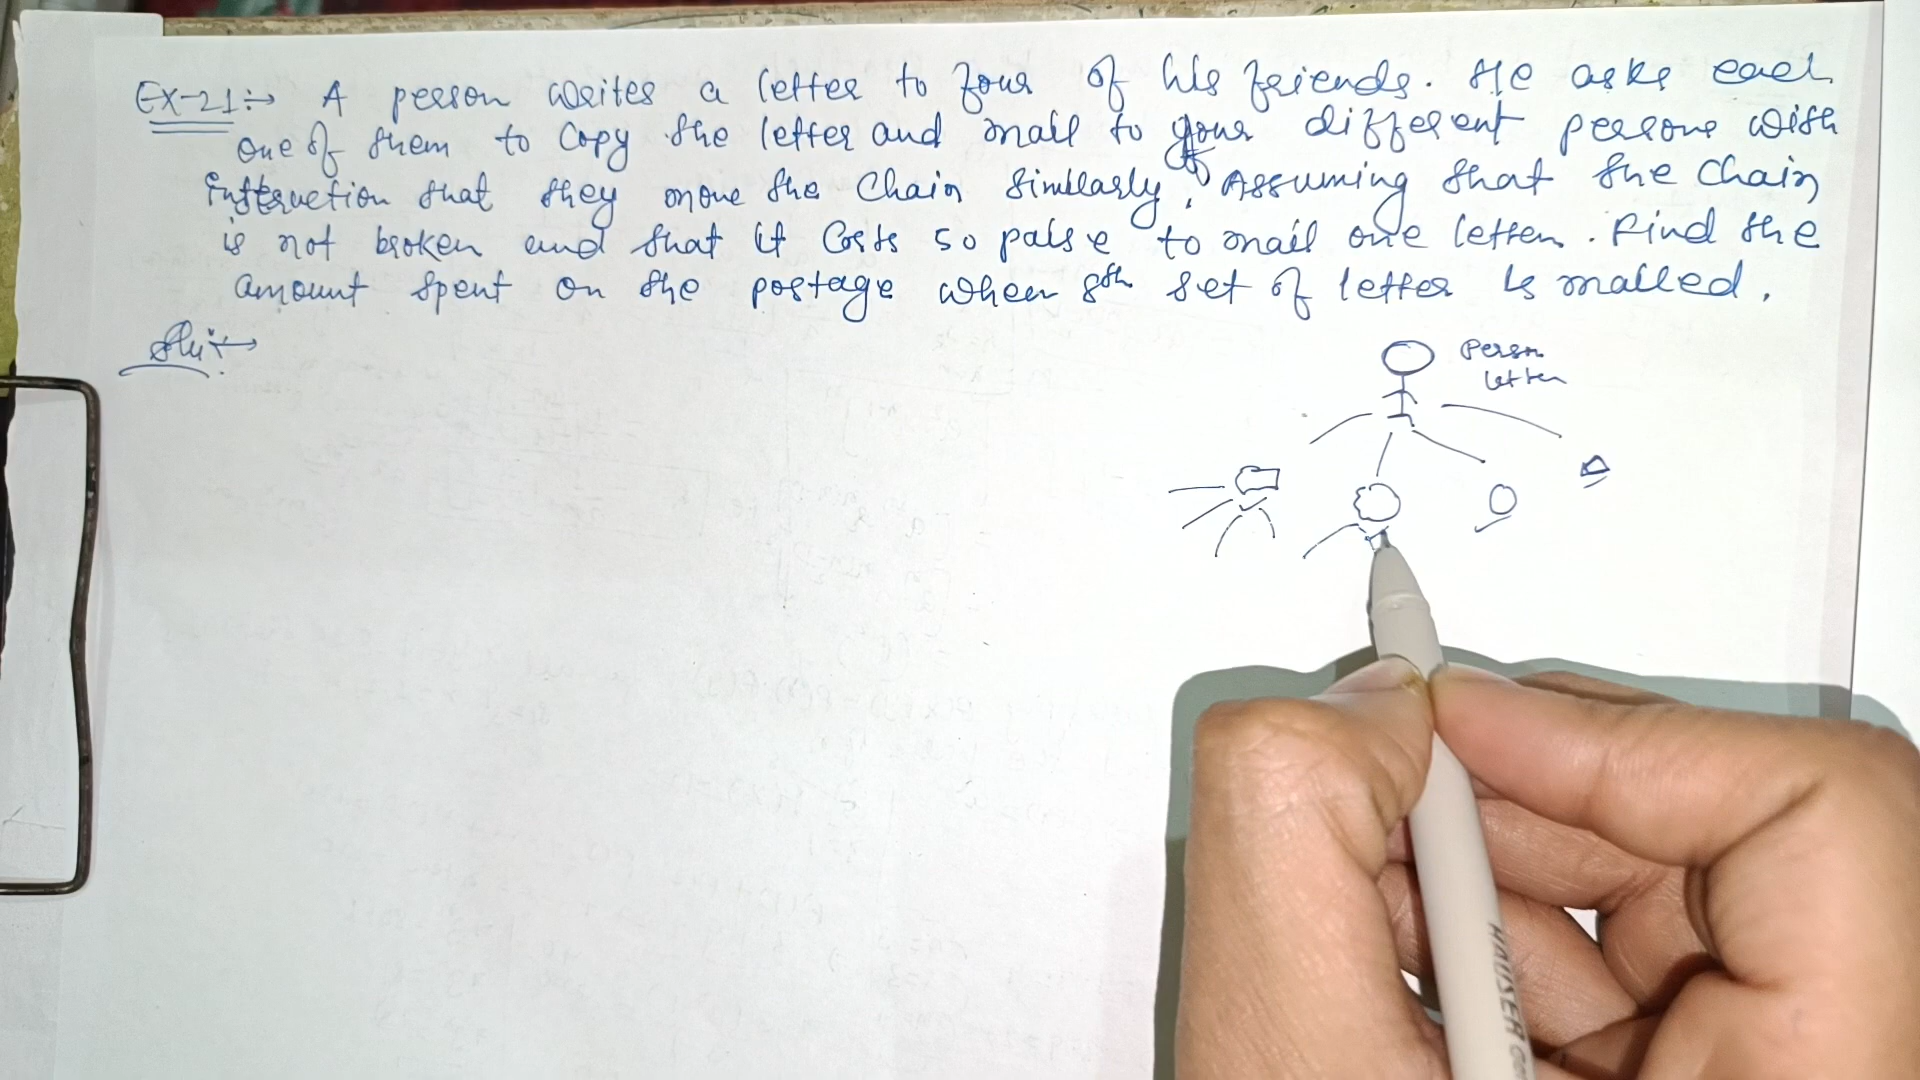 Ex-21:→ A person writes a letter to four of his friends. He asks each
one of them to copy the letter and mail to four different persons with
instruction that they move the chain similarly, Assuming that the chain
is not broken and that it costs 50 paise to mail one letter. Find the
amount spent on the postage when 8th set of letter is mailed.
Sol:→
Person
letter
HAUSER